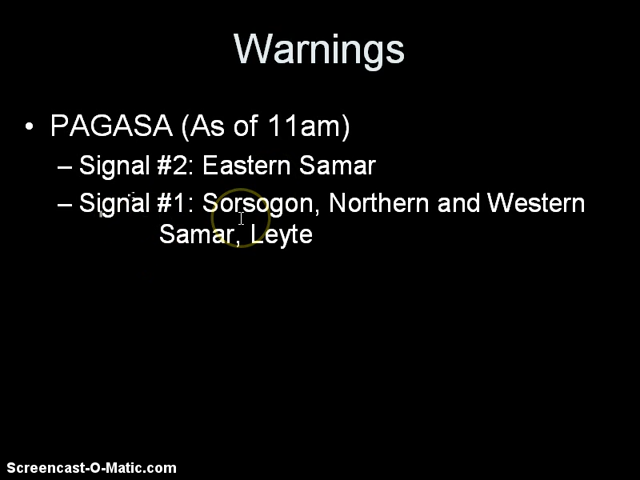 Warnings
• PAGASA (As of 11am)
– Signal #2: Eastern Samar
– Signal #1: Sorsogon, Northern and Western
Samar, Leyte
Screencast-O-Matic.com